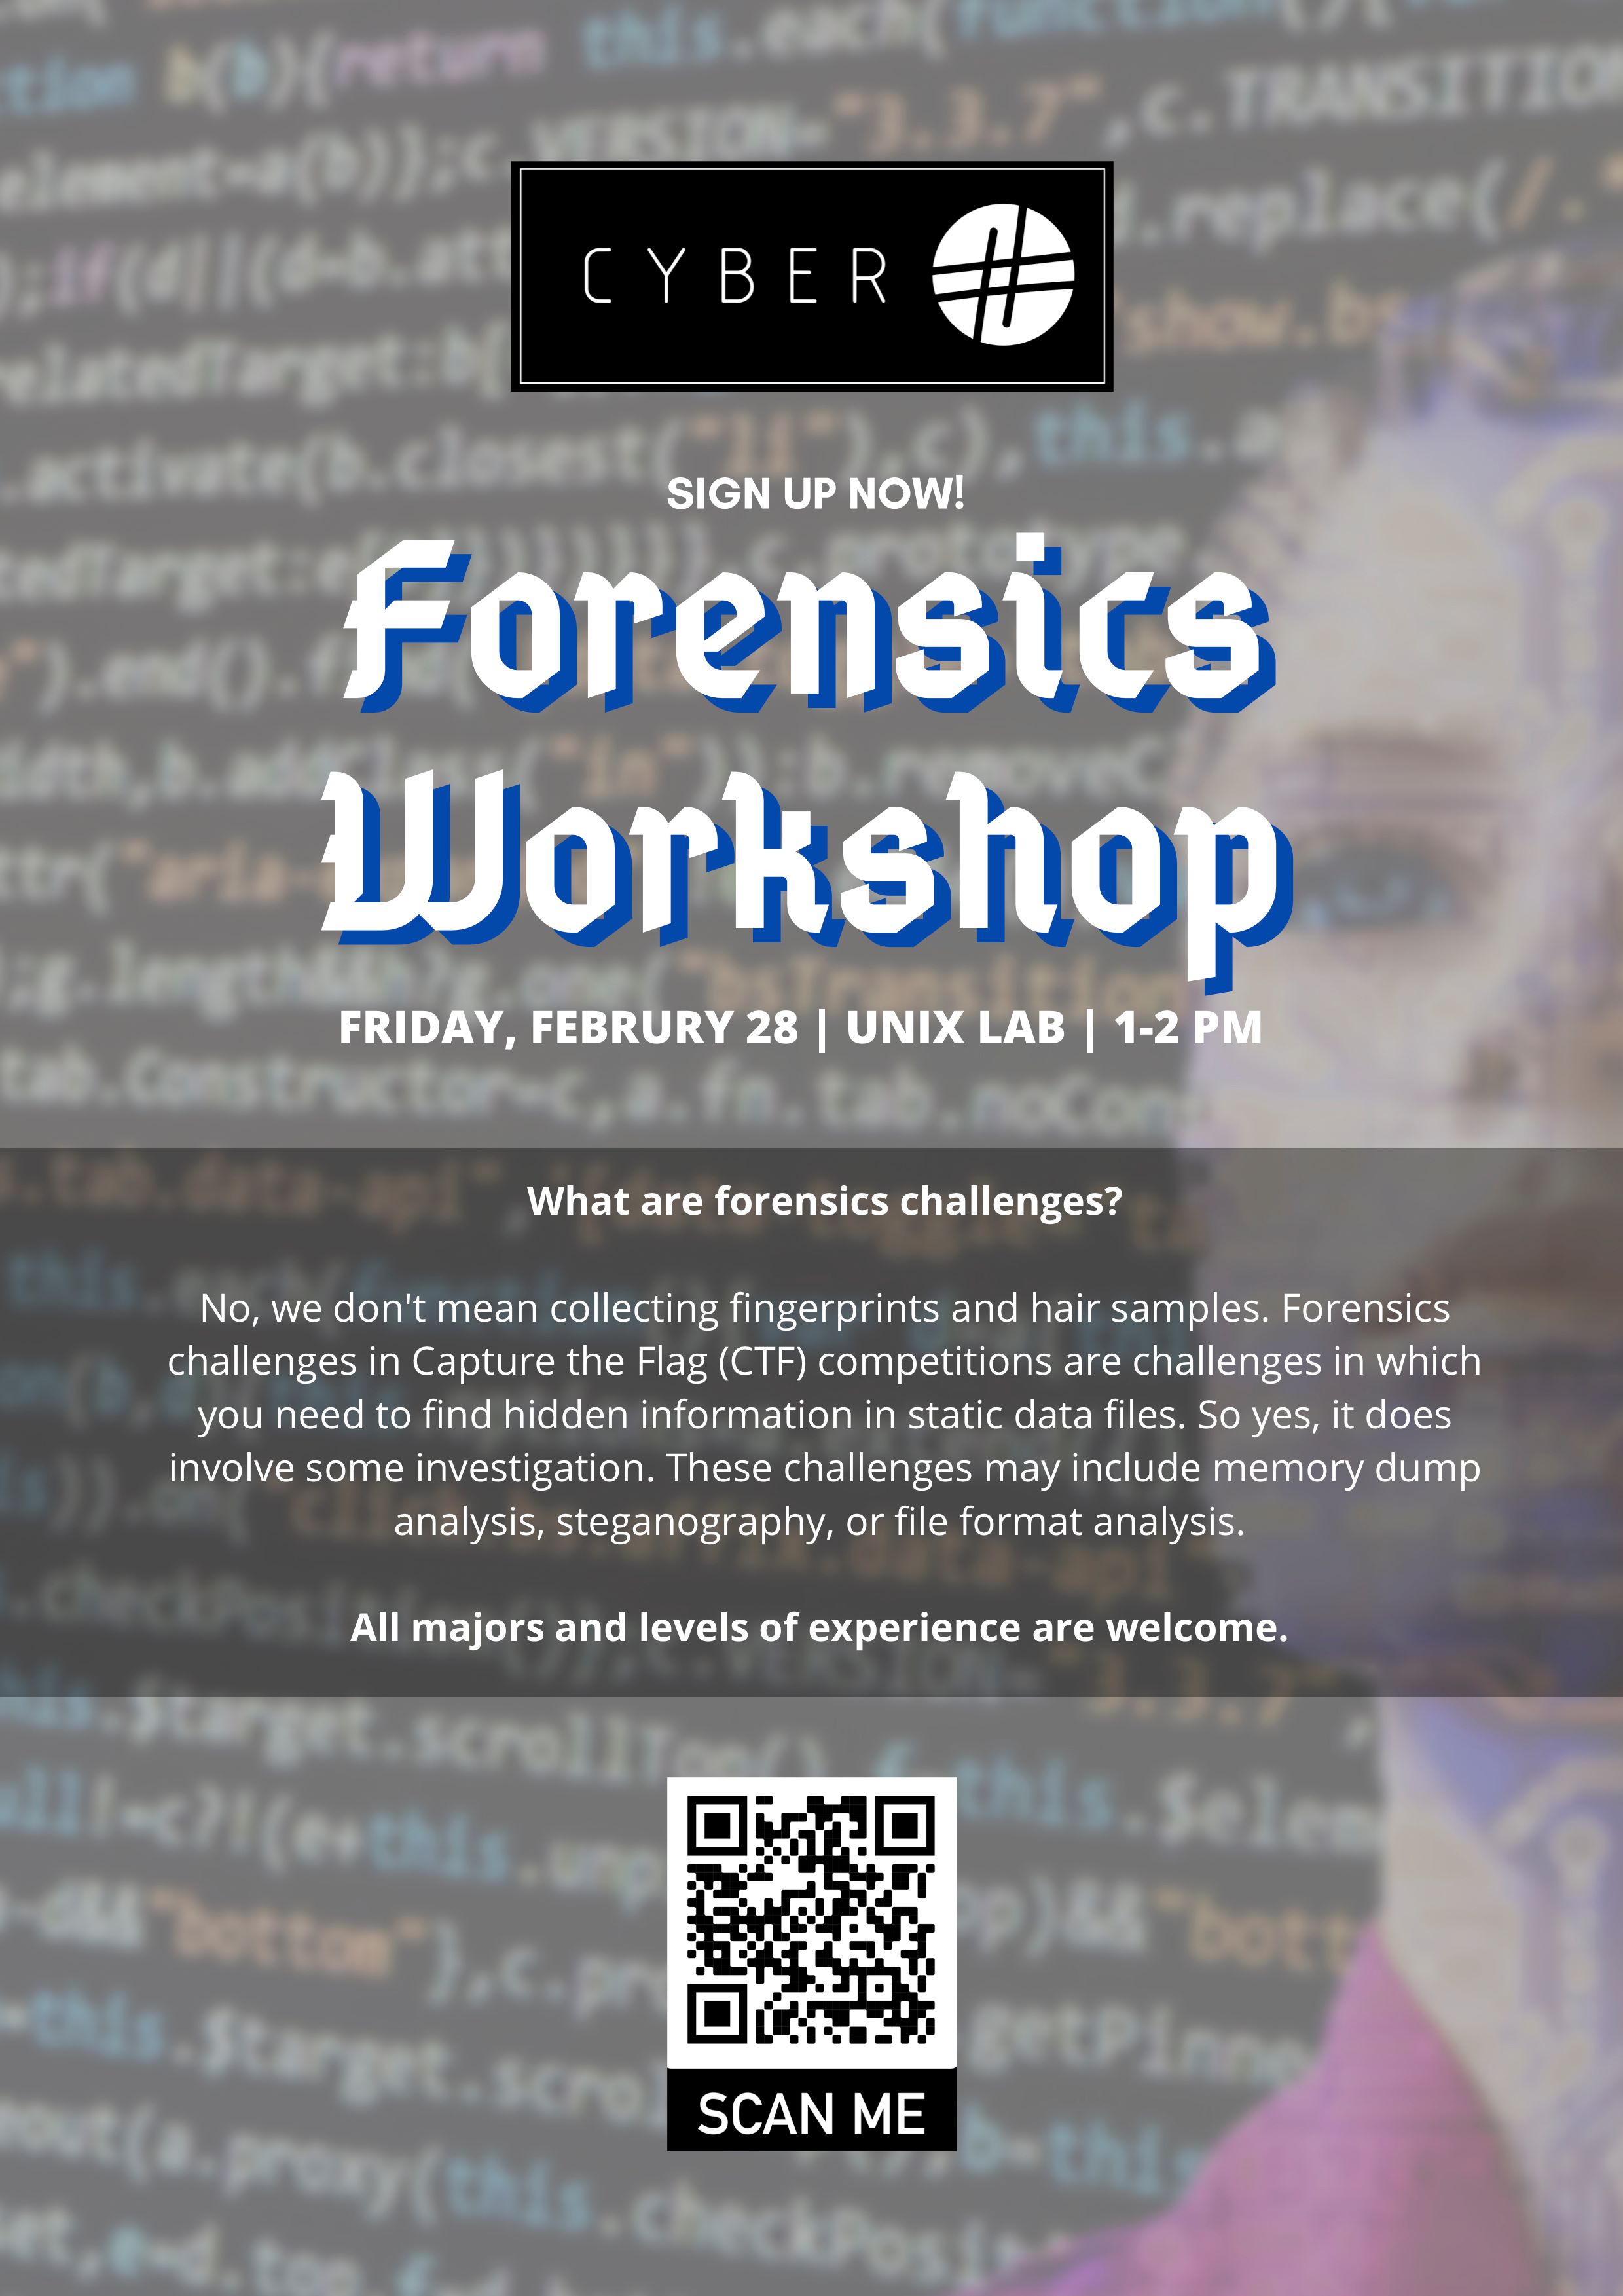 CYBER
SIGN UP NOW!
Forensics
Workshop
FRIDAY, FEBRURY 28 | UNIX LAB | 1-2 PM
What are forensics challenges?
No, we don't mean collecting fingerprints and hair samples. Forensics
challenges in Capture the Flag (CTF) competitions are challenges in which
you need to find hidden information in static data files. So yes, it does
involve some investigation. These challenges may include memory dump
analysis, steganography, or file format analysis.
All majors and levels of experience are welcome.
SCAN ME